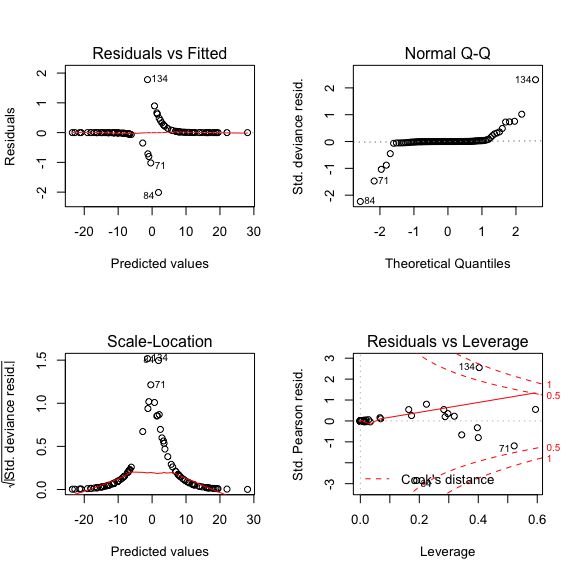 Residuals vs Fitted
Residuals
2
1
0
-1
-2
134
71
84
-20 -10 0 10 20 30
Predicted values
Normal Q-Q
Std. deviance resid.
2
1
0
-1
-2
134
71
84
-2 -1 0 1 2
Theoretical Quantiles
Scale-Location
√|Std. deviance resid.|
1.5
1.0
0.5
0.0
84
134
71
-20 -10 0 10 20 30
Predicted values
Residuals vs Leverage
Std. Pearson resid.
3
2
1
0
-1
-3
134
71
84
1
0.5
0.5
1
Cook's distance
0.0 0.2 0.4 0.6
Leverage